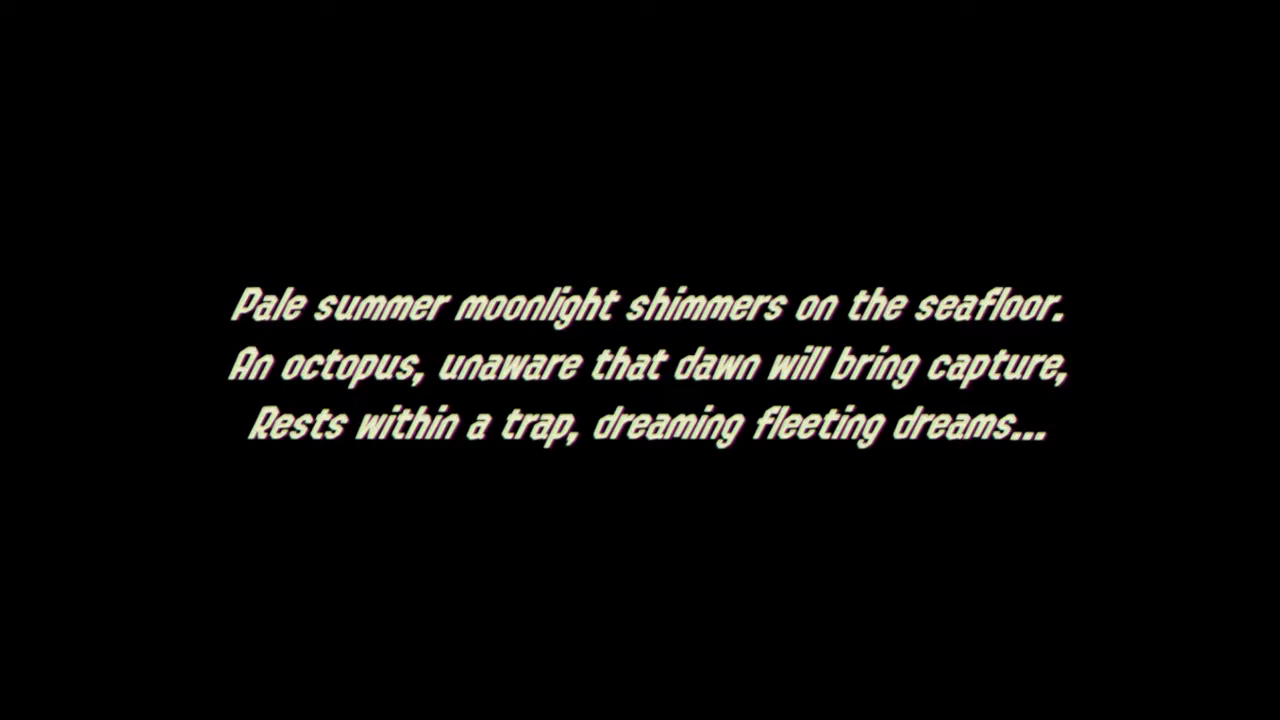 Pale summer moonlight shimmers on the seafloor.
An octopus, unaware that dawn will bring capture,
Rests within a trap, dreaming fleeting dreams...